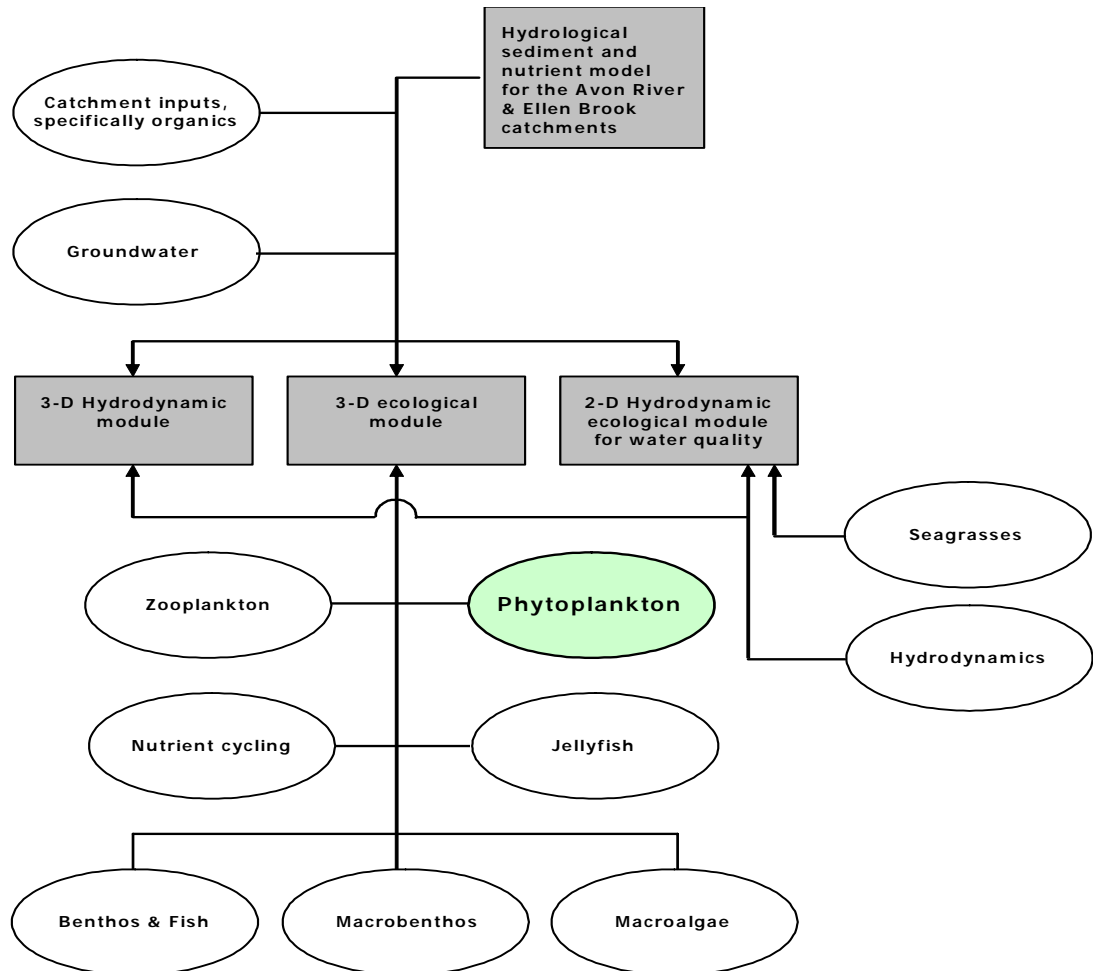 Hydrological
sediment and
nutrient model
for the Avon River
& Ellen Brook
catchments
Catchment inputs,
specifically organics
Groundwater
3-D Hydrodynamic
module
3-D ecological
module
2-D Hydrodynamic
ecological module
for water quality
Seagrasses
Zooplankton
Phytoplankton
Hydrodynamics
Nutrient cycling
Jellyfish
Benthos & Fish
Macrobenthos
Macroalgae